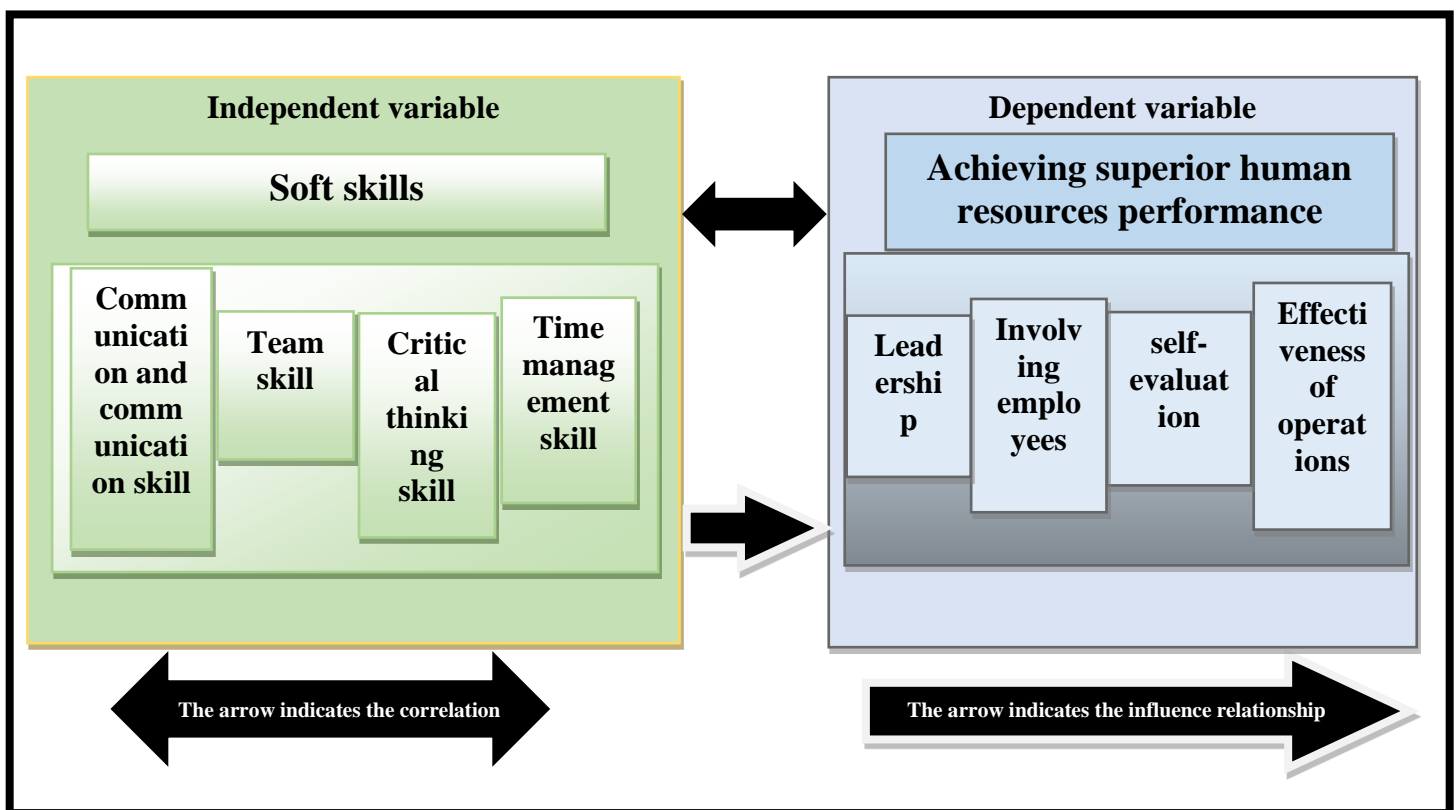 Independent variable
Soft skills
Comm
unicati
on and
comm
unicati
on skill
Team
skill
Critic
al
thinki
ng
skill
Time
manag
ement
skill
Dependent variable
Achieving superior human
resources performance
Lead
ershi
p
Involv
ing
emplo
yees
self-
evaluat
ion
Effecti
veness
of
operat
ions
The arrow indicates the correlation
The arrow indicates the influence relationship